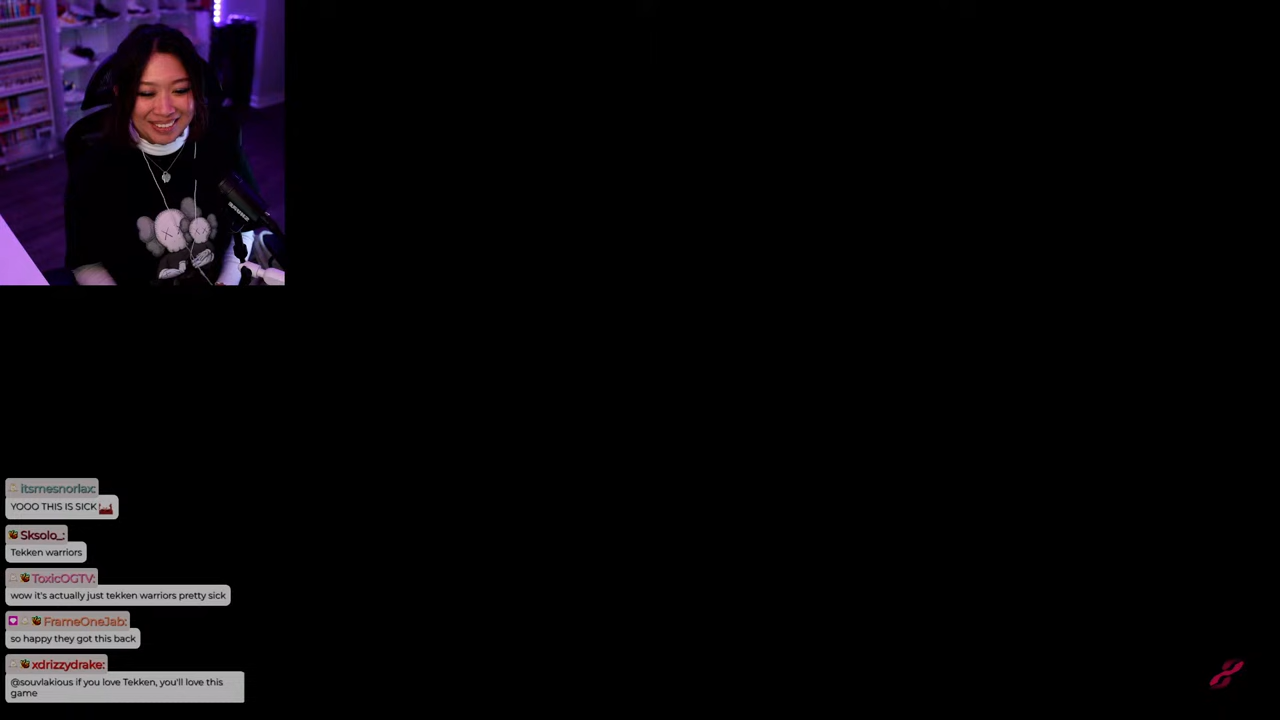 itsmesnorlax:
YOOO THIS IS SICK
Sksolo_:
Tekken warriors
ToxicOGTV:
wow it's actually just tekken warriors pretty sick
FrameOneJab:
so happy they got this back
xdrizzydrake:
@souvlakious if you love Tekken, you'll love this
game
8